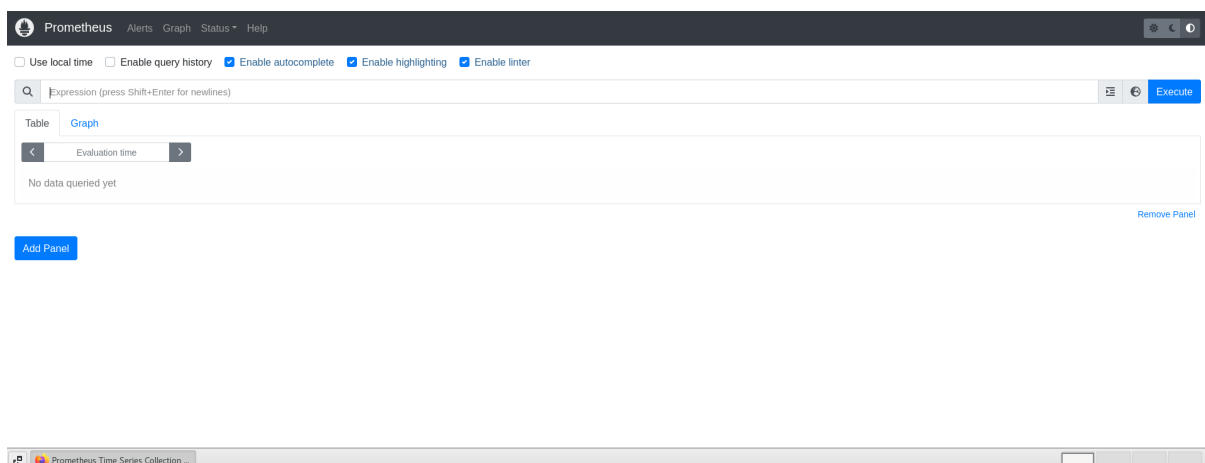 Prometheus Alerts Graph Status Help
Use local time Enable query history Enable autocomplete Enable highlighting Enable linter
Expression (press Shift+Enter for newlines) Execute
Table Graph
Evaluation time
No data queried yet
Remove Panel
Add Panel
Prometheus Time Series Collection ...